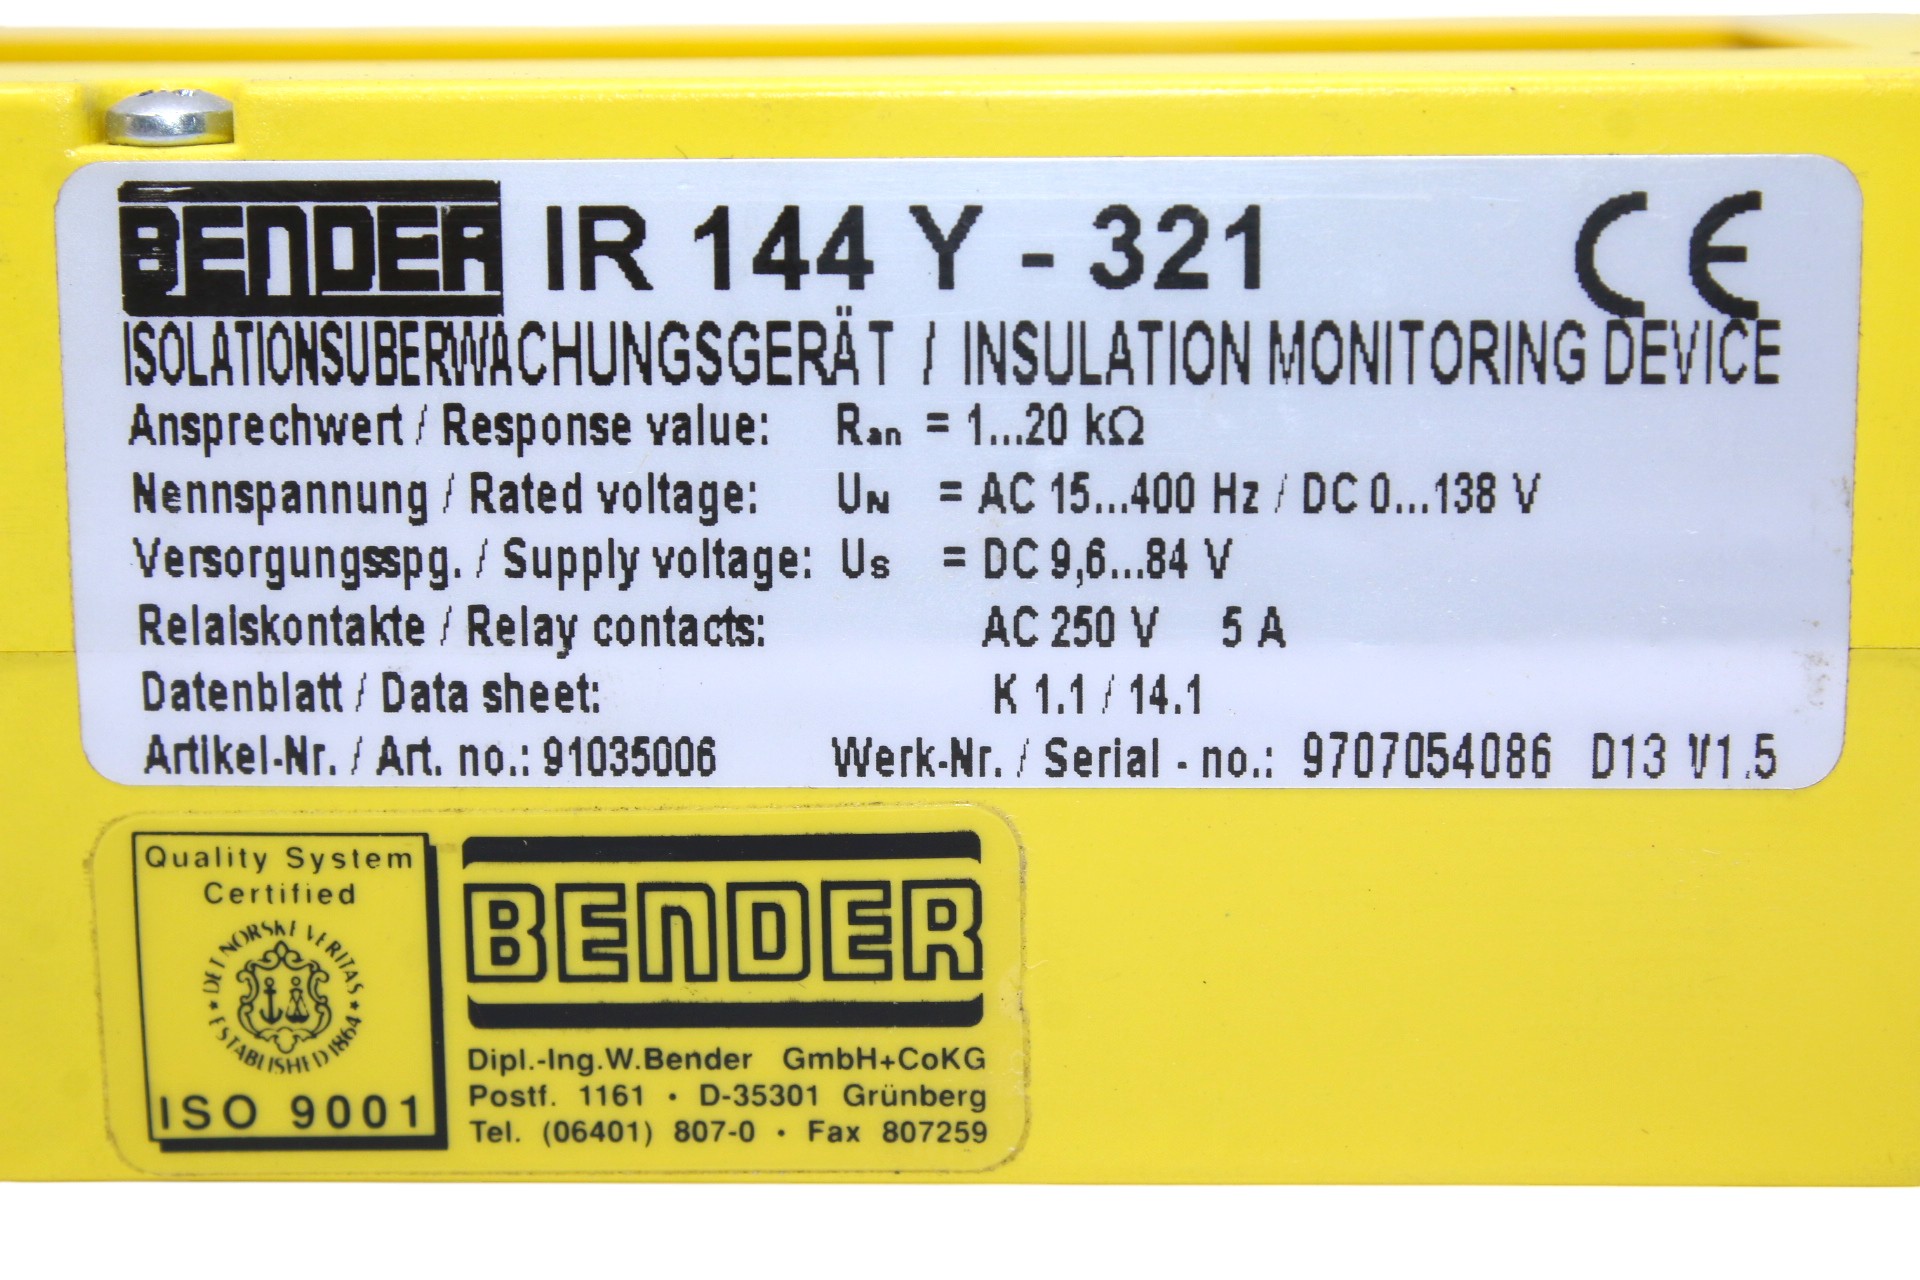 BENDER IR 144 Y - 321 CE
ISOLATIONSUBERWACHUNGSGERÄT / INSULATION MONITORING DEVICE
Ansprechwert / Response value: Ran = 1...20 kΩ
Nennspannung / Rated voltage: UN = AC 15...400 Hz / DC 0...138 V
Versorgungsspg. / Supply voltage: Us = DC 9,6...84 V
Relaiskontakte / Relay contacts: AC 250 V 5 A
Datenblatt / Data sheet: K 1.1 / 14.1
Artikel-Nr. / Art. no.: 91035006 Werk-Nr. / Serial - no.: 9707054086 D13 V1.5
Quality System
Certified
DET NORSKE VERITAS
ESTABLISHED 1864
ISO 9001
BENDER
Dipl.-Ing.W.Bender GmbH+CoKG
Postf. 1161 • D-35301 Grünberg
Tel. (06401) 807-0 • Fax 807259